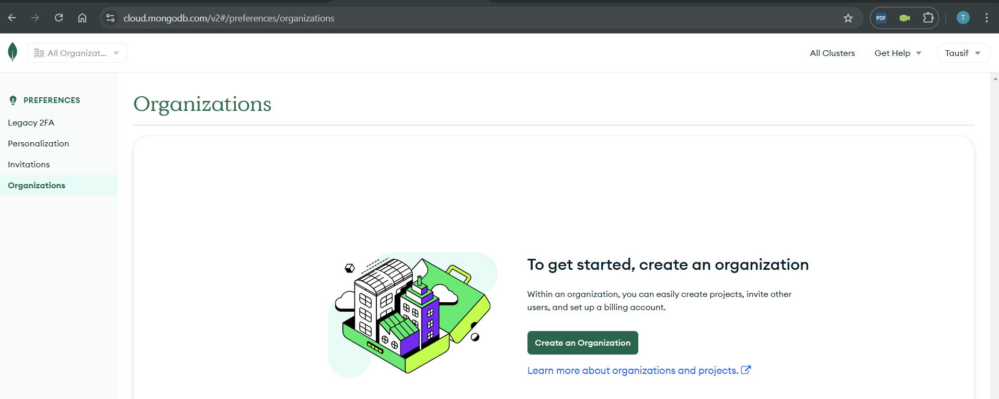 cloud.mongodb.com/v2#/preferences/organizations
PDF
T
All Organizat...
All Clusters
Get Help
Tausif
PREFERENCES
Legacy 2FA
Personalization
Invitations
Organizations
Organizations
To get started, create an organization
Within an organization, you can easily create projects, invite other
users, and set up a billing account.
Create an Organization
Learn more about organizations and projects.